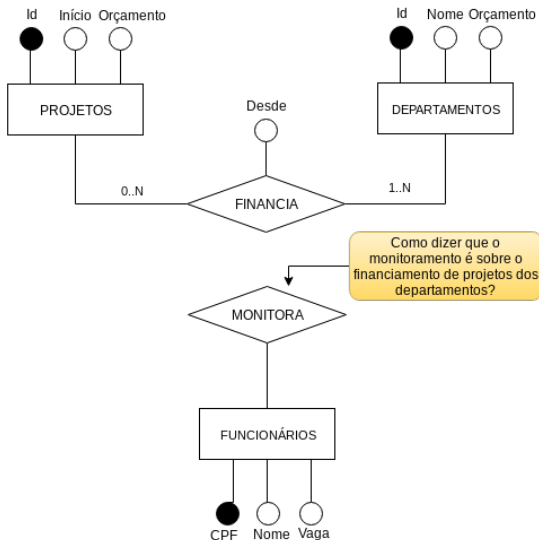 Id Início Orçamento
Id Nome Orçamento
PROJETOS
DEPARTAMENTOS
Desde
0..N
1..N
FINANCIA
Como dizer que o
monitoramento é sobre o
financiamento de projetos dos
departamentos?
MONITORA
FUNCIONÁRIOS
CPF Nome Vaga